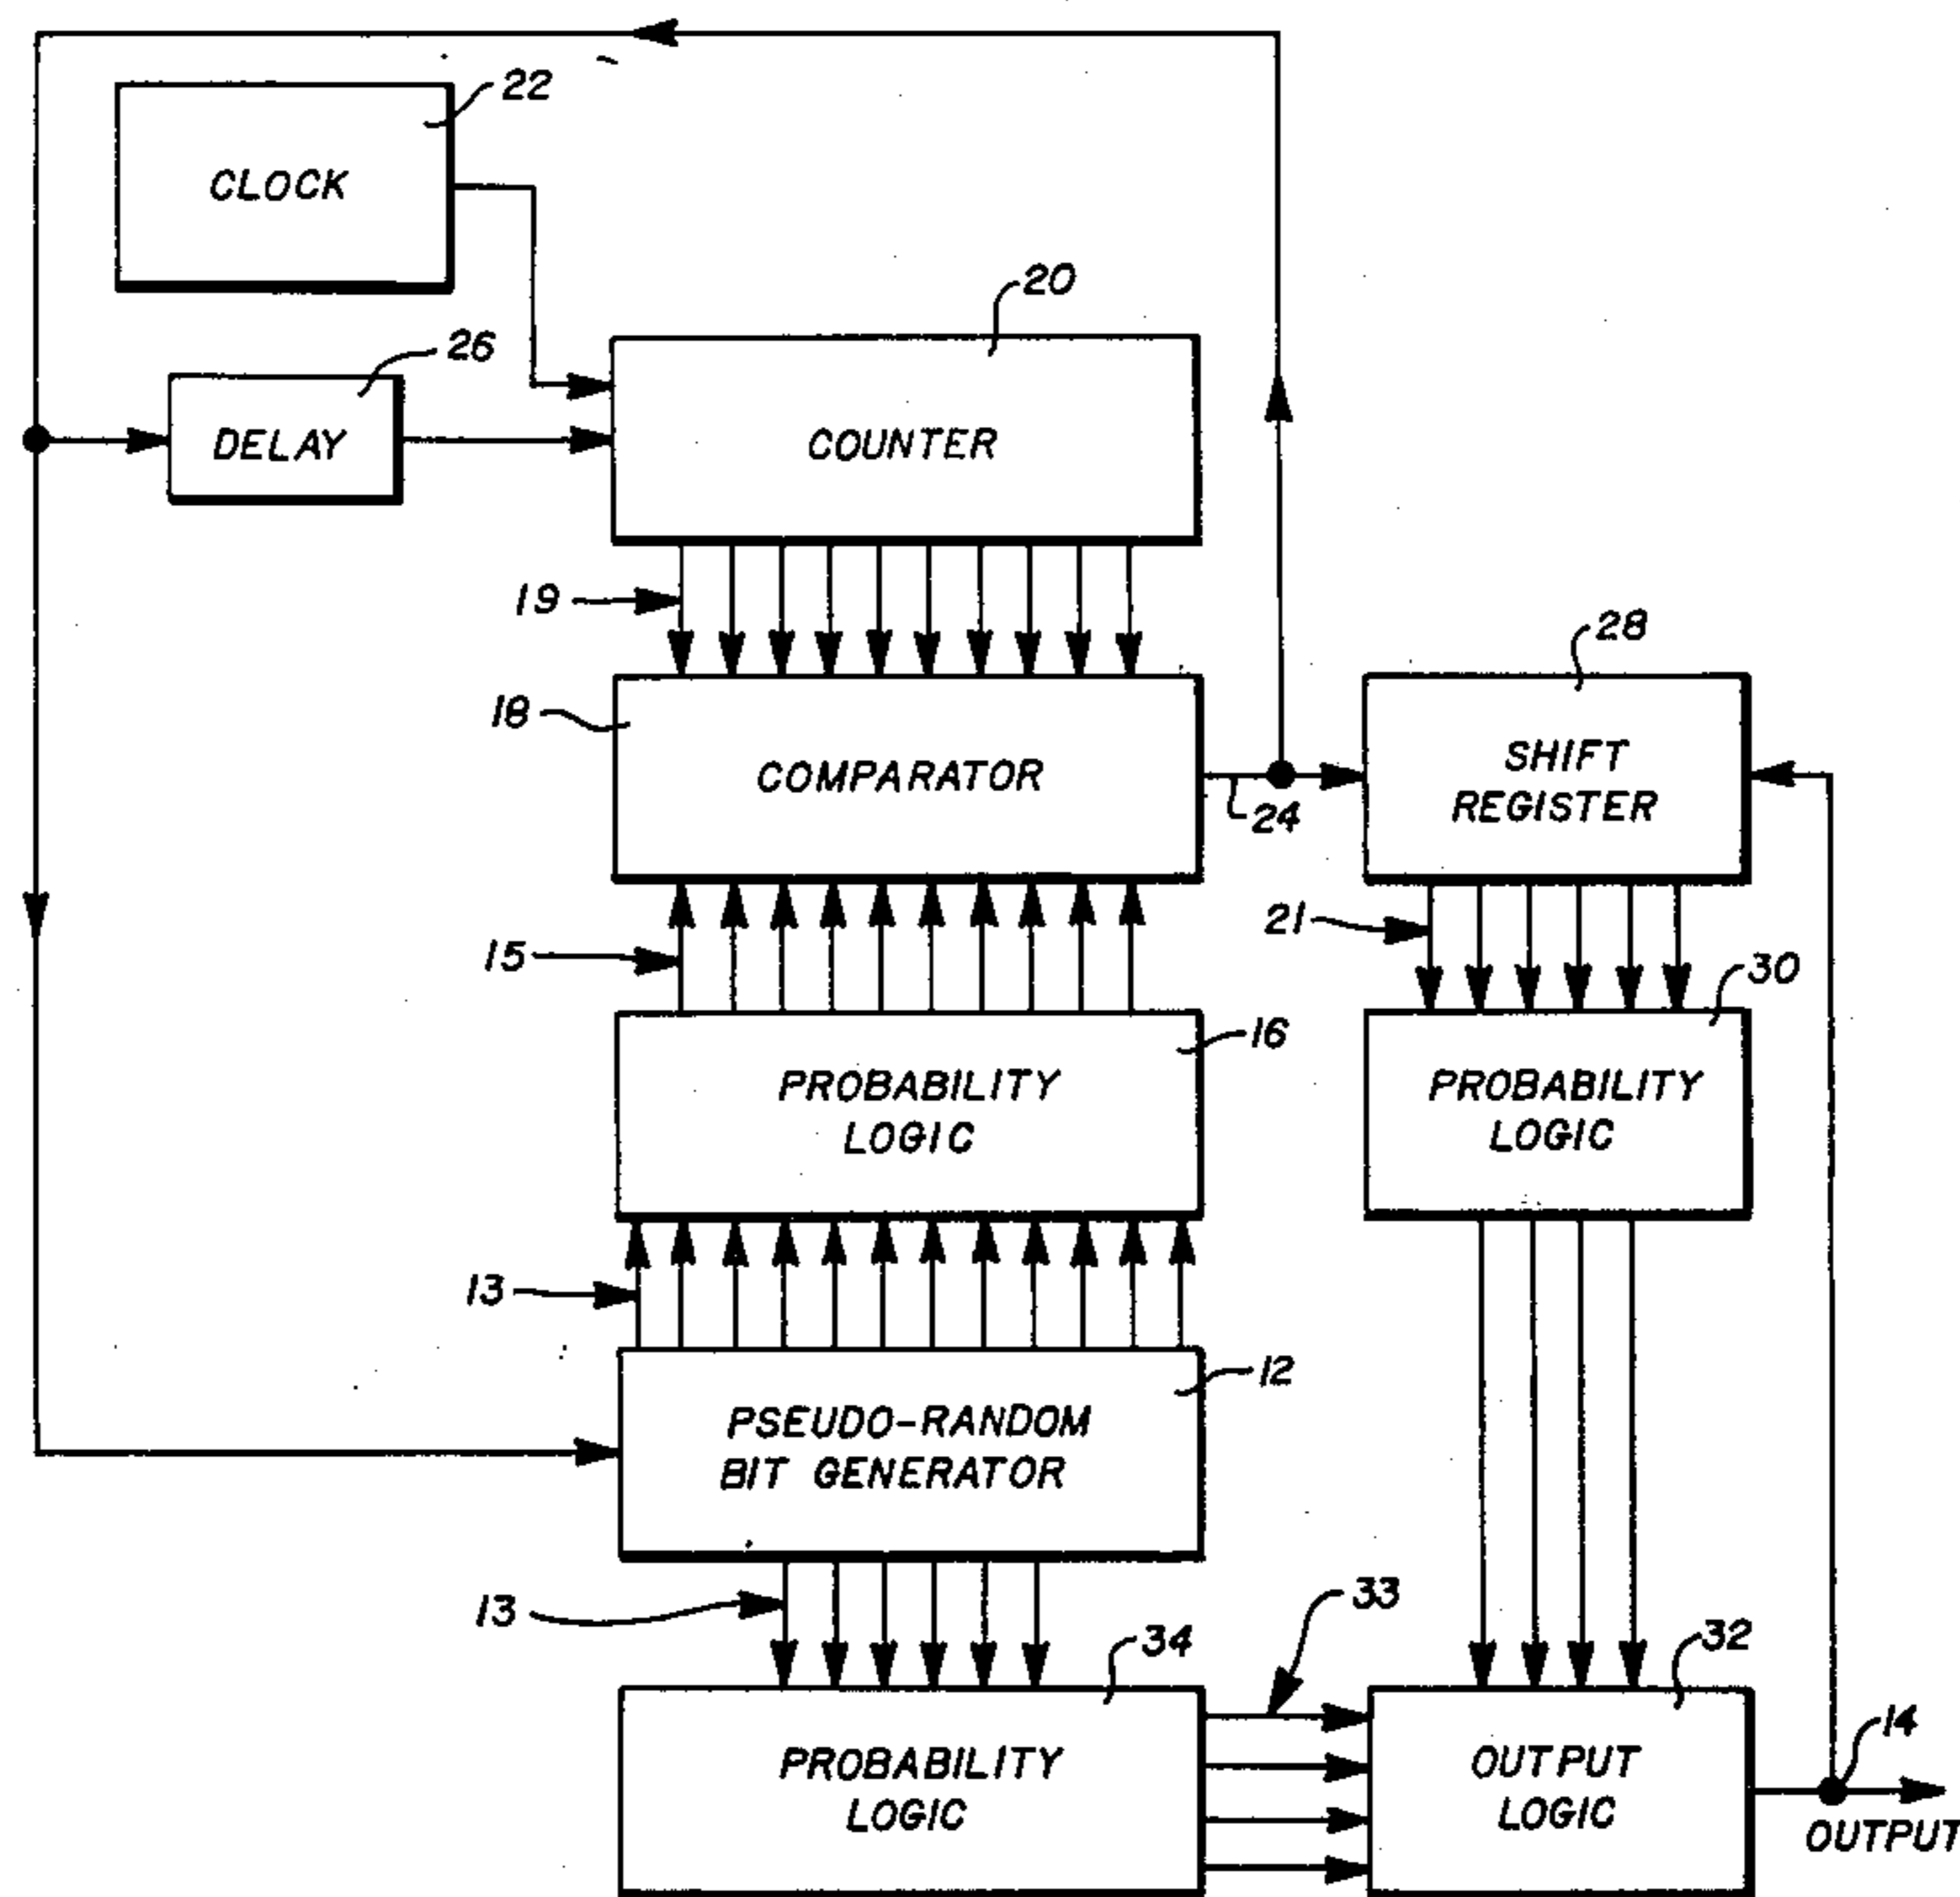 22
CLOCK
20
26
DELAY
COUNTER
19
28
18
COMPARATOR
SHIFT
REGISTER
24
21
15
30
16
PROBABILITY
LOGIC
PROBABILITY
LOGIC
13
12
PSEUDO-RANDOM
BIT GENERATOR
13
33
34
32
14
PROBABILITY
LOGIC
OUTPUT
LOGIC
OUTPUT